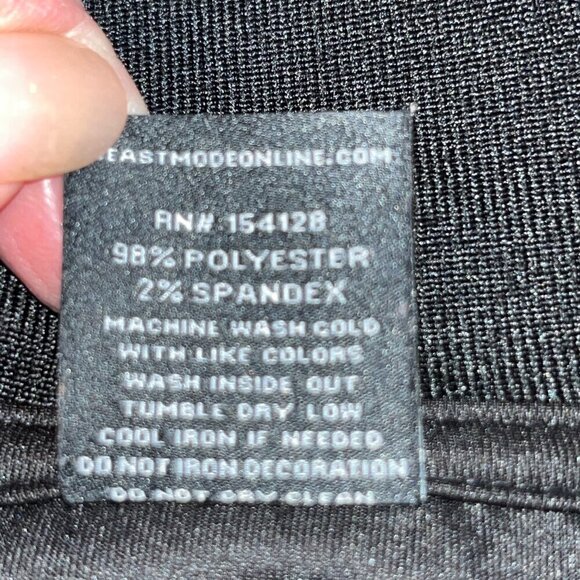 EASTMODEONLINE.COM
RN# 154128
98% POLYESTER
2% SPANDEX
MACHINE WASH COLD
WITH LIKE COLORS
WASH INSIDE OUT
TUMBLE DRY LOW
COOL IRON IF NEEDED
DO NOT IRON DECORATION
DO NOT DRY CLEAN